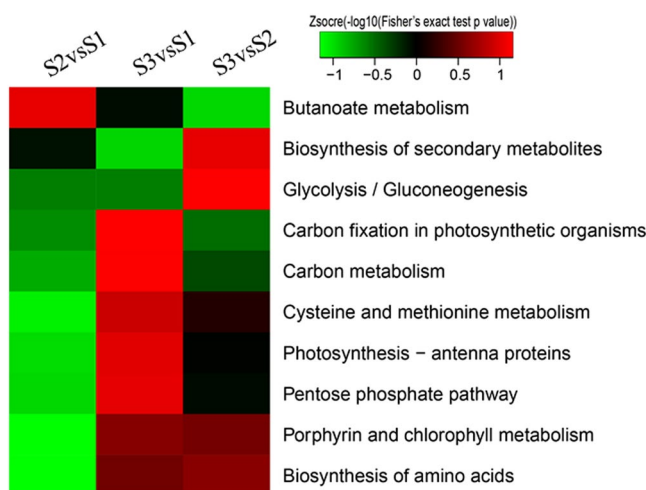 Zsocre(-log10(Fisher's exact test p value))
S2vsS1 S3vsS1 S3vsS2
−1 −0.5 0 0.5 1
Butanoate metabolism
Biosynthesis of secondary metabolites
Glycolysis / Gluconeogenesis
Carbon fixation in photosynthetic organisms
Carbon metabolism
Cysteine and methionine metabolism
Photosynthesis − antenna proteins
Pentose phosphate pathway
Porphyrin and chlorophyll metabolism
Biosynthesis of amino acids